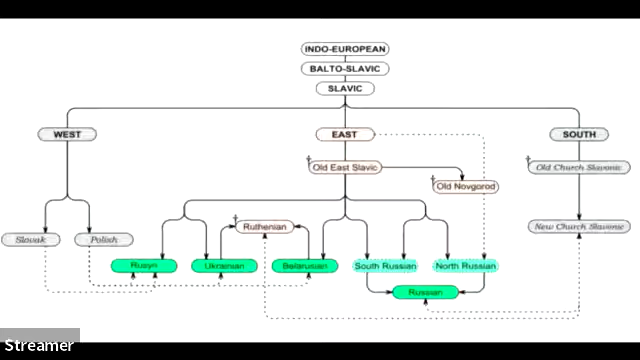 INDO-EUROPEAN
BALTO-SLAVIC
SLAVIC
WEST
EAST
SOUTH
† Old East Slavic
† Old Church Slavonic
† Old Novgorod
Slovak
Polish
† Ruthenian
New Church Slavonic
Rusyn
Ukrainian
Belarusian
South Russian
North Russian
Russian
Streamer